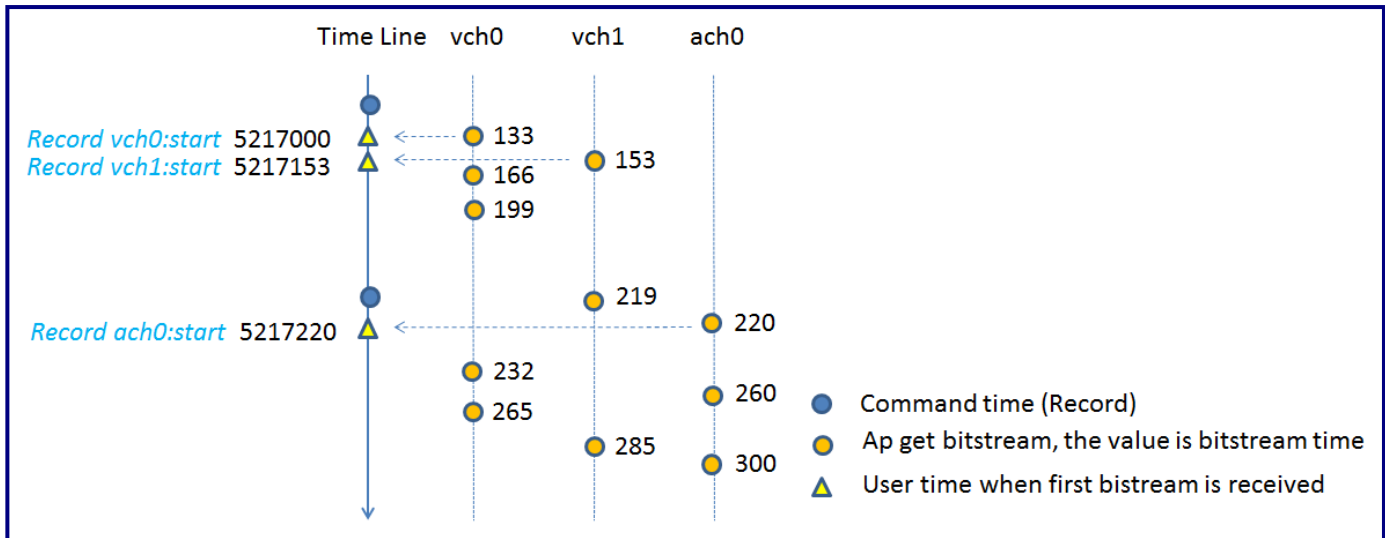 Time Line vch0 vch1 ach0
Record vch0:start 5217000 133
Record vch1:start 5217153 153
166
199
219
Record ach0:start 5217220 220
232
260
Command time (Record)
265
285 Ap get bitstream, the value is bitstream time
300
User time when first bistream is received